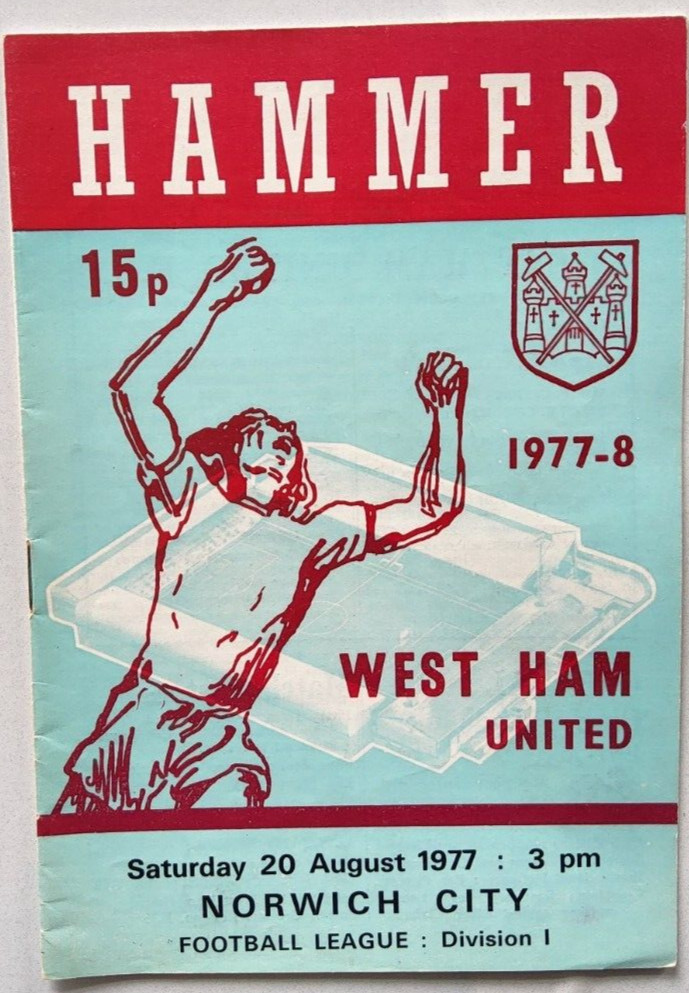 HAMMER
15p
1977-8
WEST HAM
UNITED
Saturday 20 August 1977 : 3 pm
NORWICH CITY
FOOTBALL LEAGUE : Division I